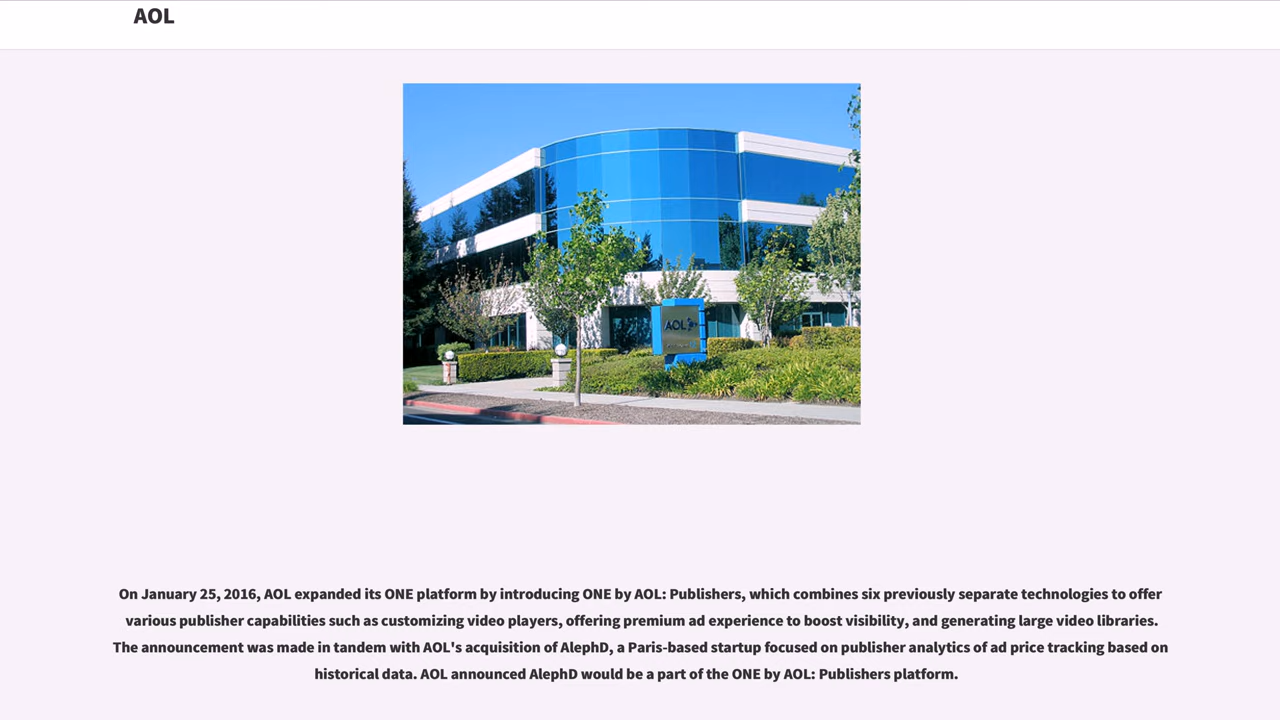 AOL
AOL
On January 25, 2016, AOL expanded its ONE platform by introducing ONE by AOL: Publishers, which combines six previously separate technologies to offer
various publisher capabilities such as customizing video players, offering premium ad experience to boost visibility, and generating large video libraries.
The announcement was made in tandem with AOL's acquisition of AlephD, a Paris-based startup focused on publisher analytics of ad price tracking based on
historical data. AOL announced AlephD would be a part of the ONE by AOL: Publishers platform.